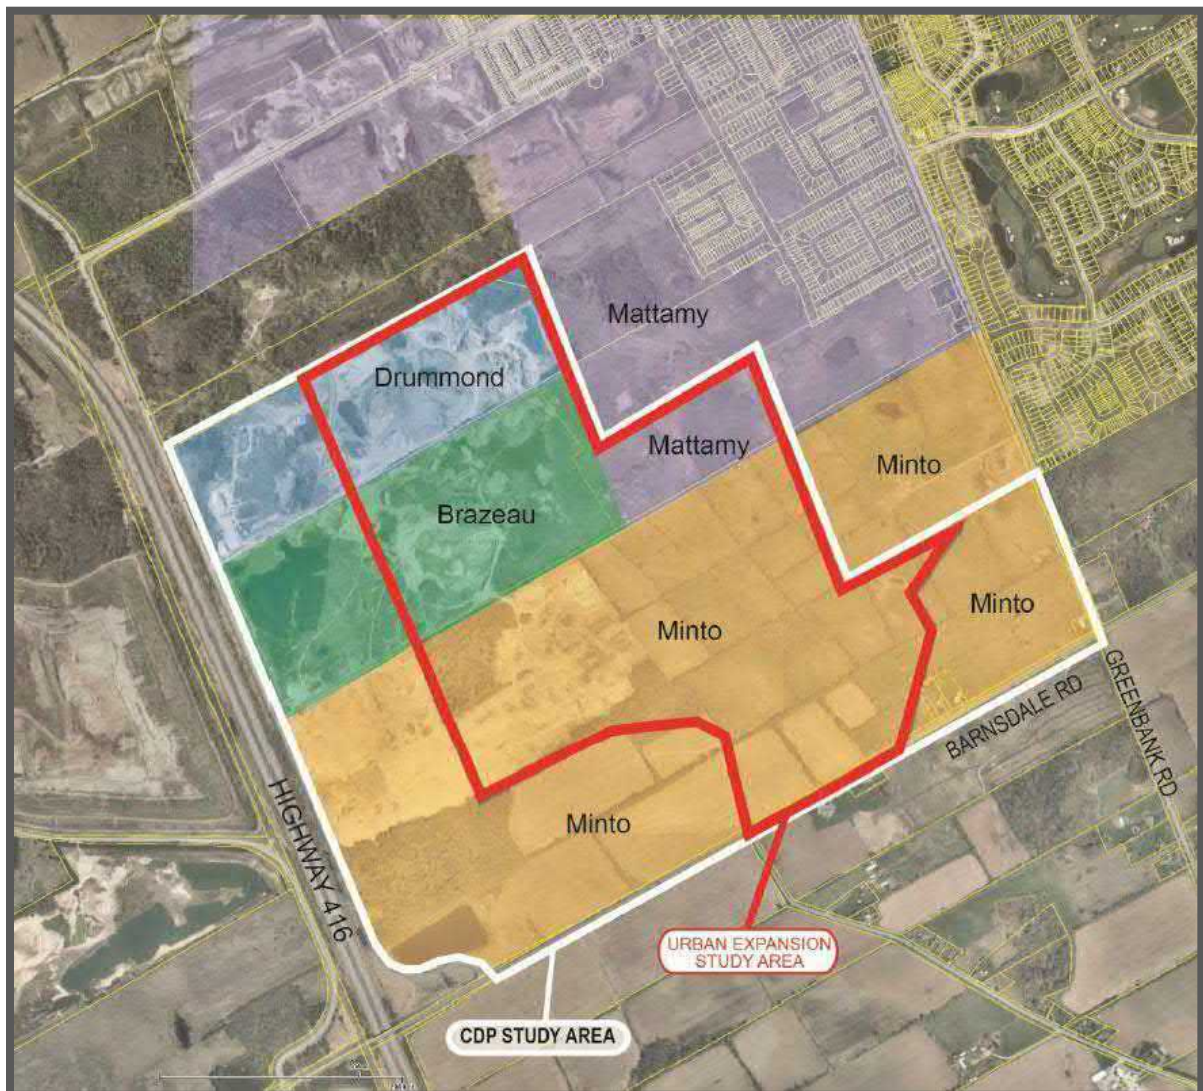 Mattamy
Drummond
Mattamy
Minto
Brazeau
Minto
Minto
GREENBANK RD
BARNSDALE RD
HIGHWAY 416
Minto
URBAN EXPANSION
STUDY AREA
CDP STUDY AREA